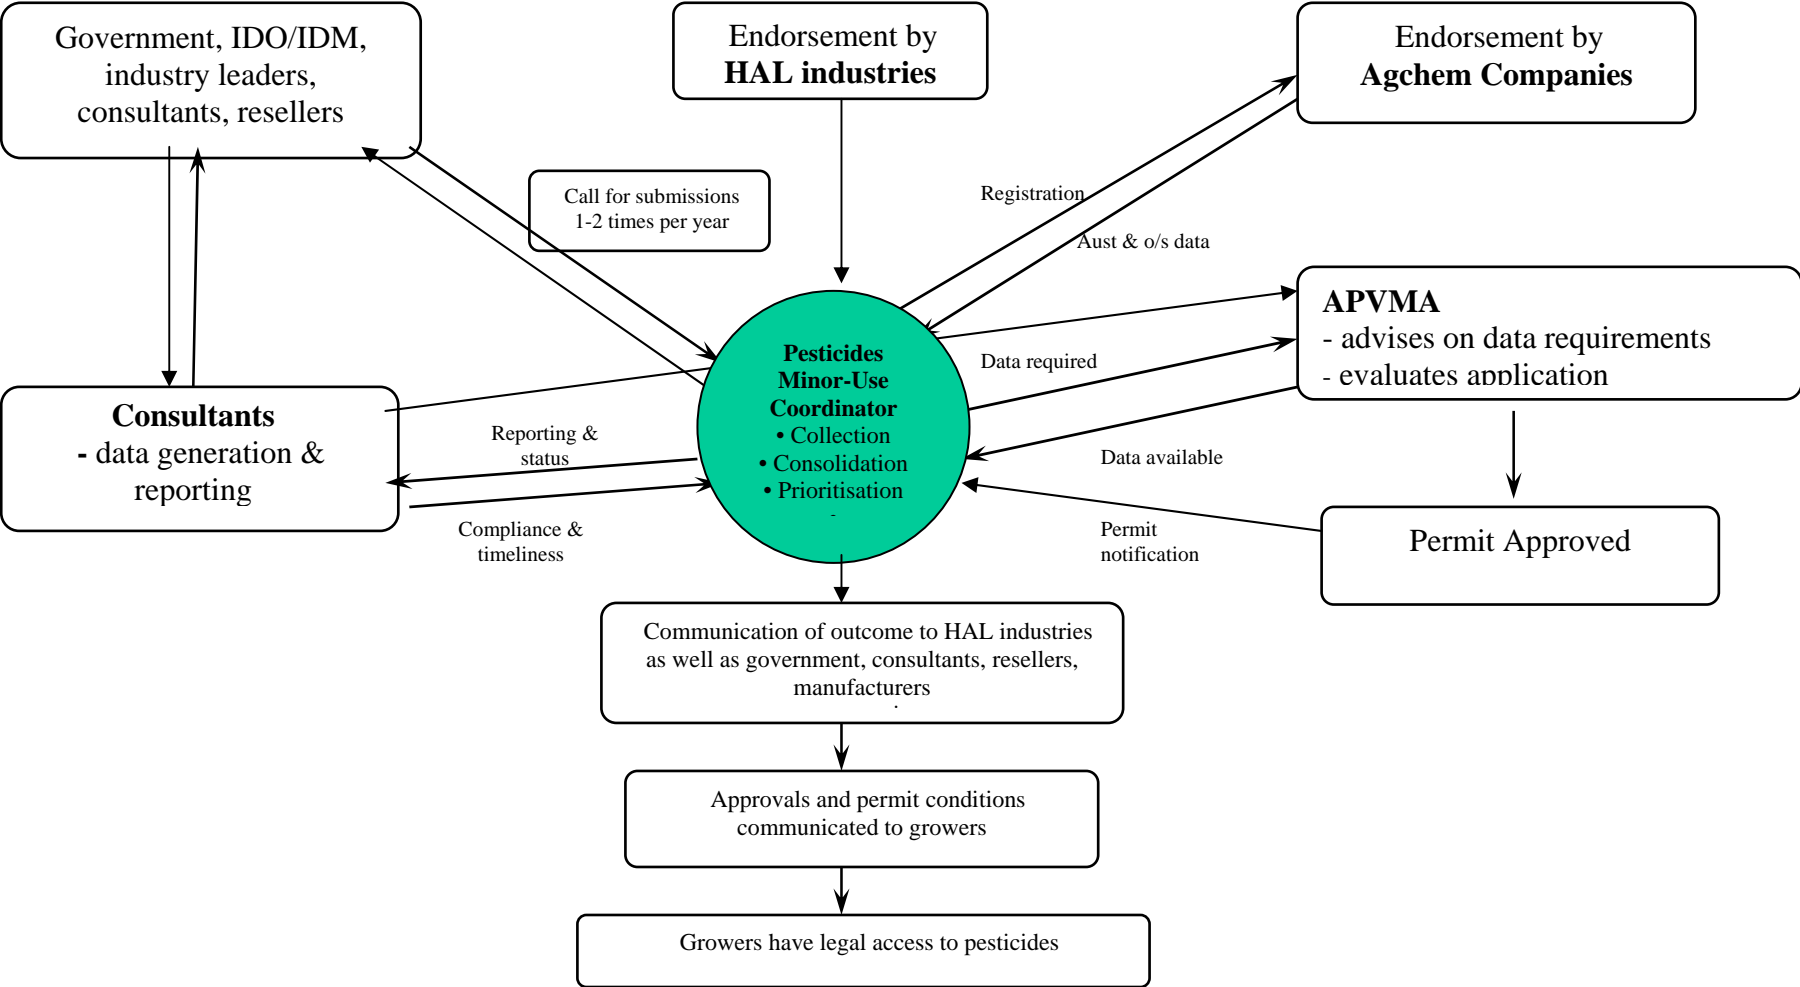 Government, IDO/IDM,
industry leaders,
consultants, resellers
Endorsement by
HAL industries
Endorsement by
Agchem Companies
Call for submissions
1-2 times per year
Registration
Aust & o/s data
APVMA
- advises on data requirements
- evaluates application
Pesticides
Minor-Use
Coordinator
• Collection
• Consolidation
• Prioritisation
-
Data required
Data available
Consultants
- data generation &
reporting
Reporting &
status
Compliance &
timeliness
Permit
notification
Permit Approved
Communication of outcome to HAL industries
as well as government, consultants, resellers,
manufacturers
.
Approvals and permit conditions
communicated to growers
Growers have legal access to pesticides